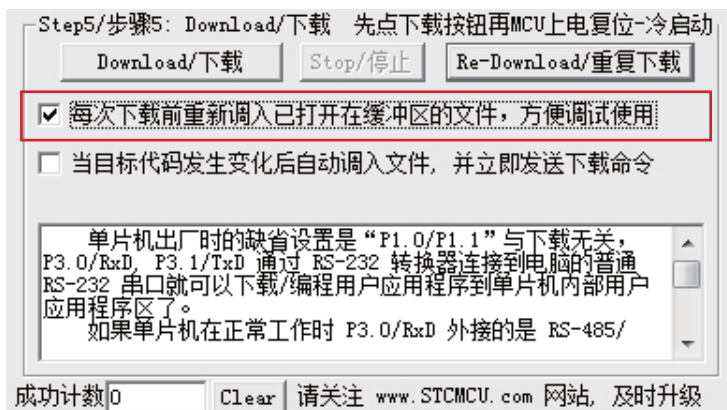 Step5/步骤5: Download/下载 先点下载按钮再MCU上电复位-冷启动
Download/下载 Stop/停止 Re-Download/重复下载
每次下载前重新调入已打开在缓冲区的文件，方便调试使用
当目标代码发生变化后自动调入文件, 并立即发送下载命令
单片机出厂时的缺省设置是“P1.0/P1.1”与下载无关，
P3.0/RxD, P3.1/TxD 通过 RS-232 转换器连接到电脑的普通
RS-232 串口就可以下载/编程用户应用程序到单片机内部用户
应用程序区了。
如果单片机在正常工作时 P3.0/RxD 外接的是 RS-485/
成功计数 0 Clear 请关注 www.STCMCU.com 网站, 及时升级